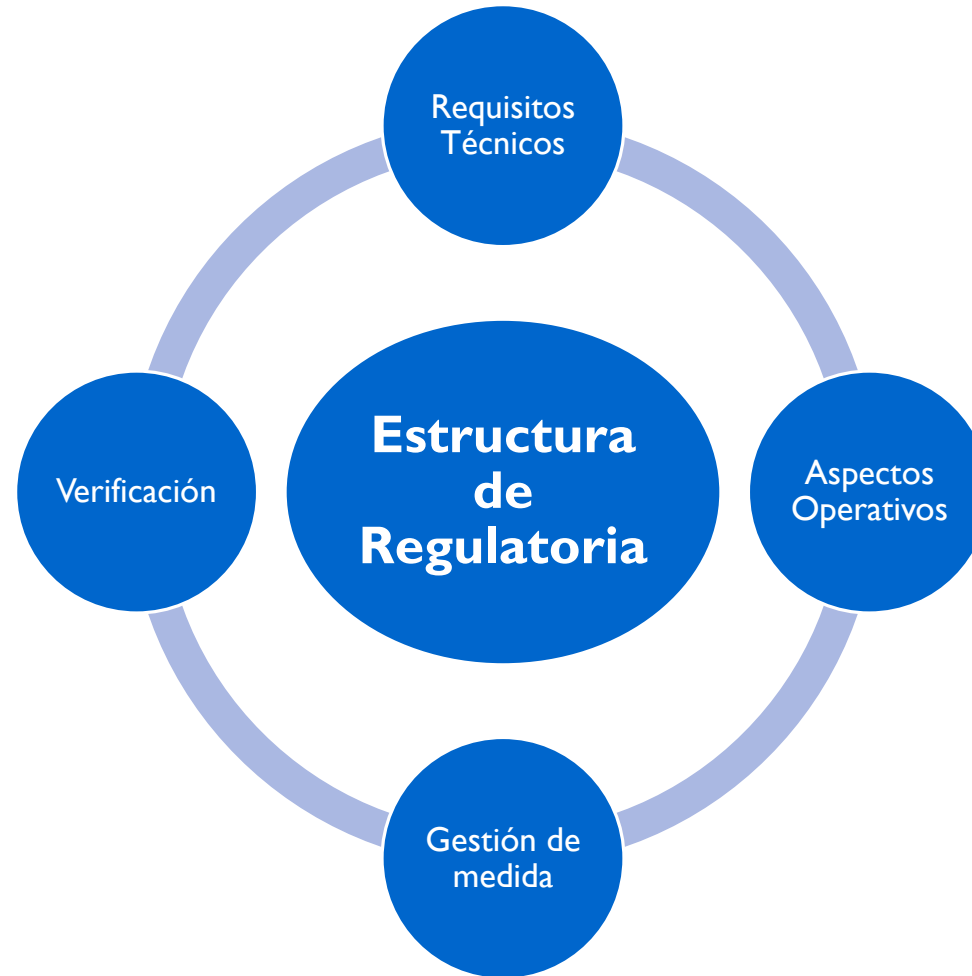 Requisitos
Técnicos
Verificación
Estructura
de
Regulatoria
Aspectos
Operativos
Gestión de
medida